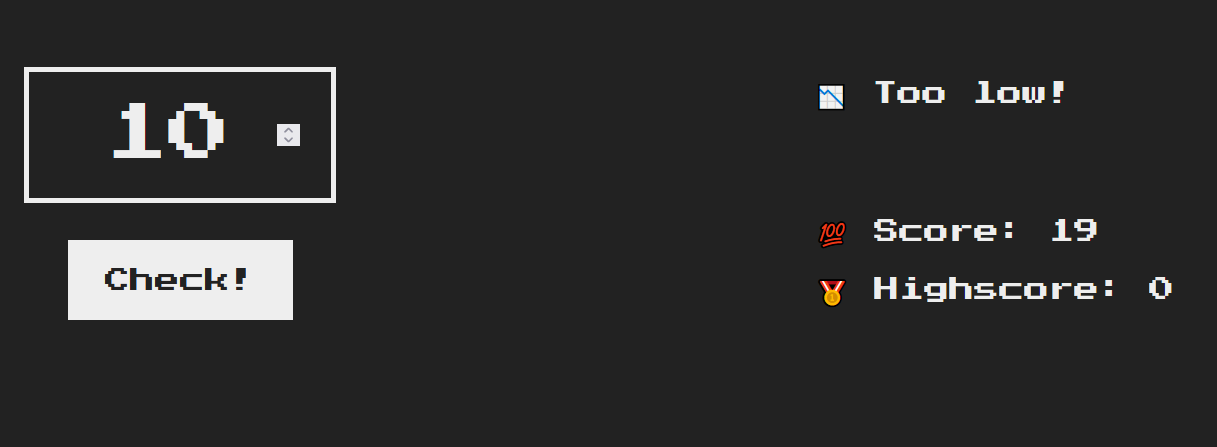 10
Check!
📉 Too low!
💯 Score: 19
🥇 Highscore: 0